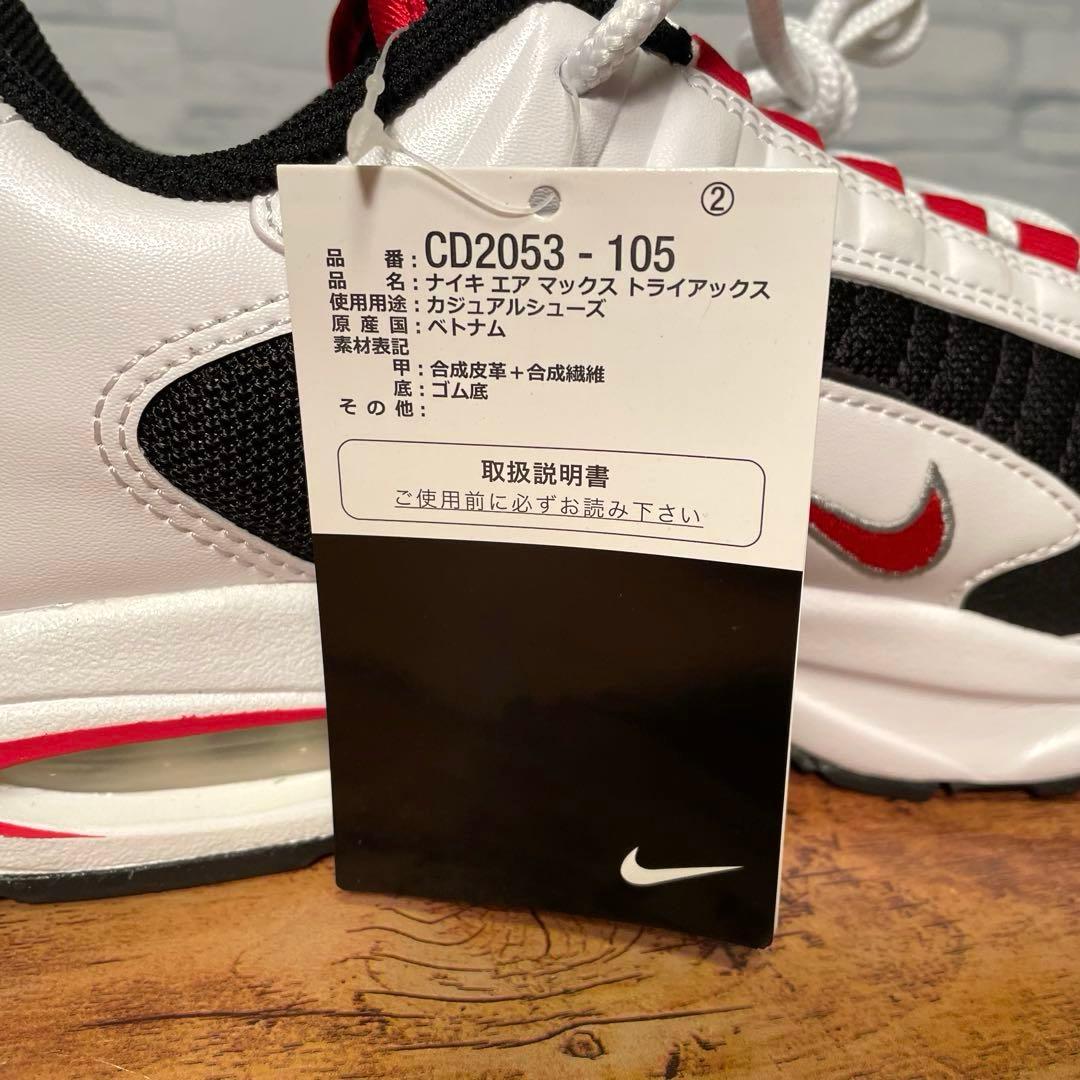 ②
品 番 : CD2053 - 105
品 名 : ナイキ エア マックス トライアックス
使用用途 : カジュアルシューズ
原 産 国 : ベトナム
素材表記
甲 : 合成皮革＋合成繊維
底 : ゴム底
そ の 他 :
取扱説明書
ご使用前に必ずお読み下さい